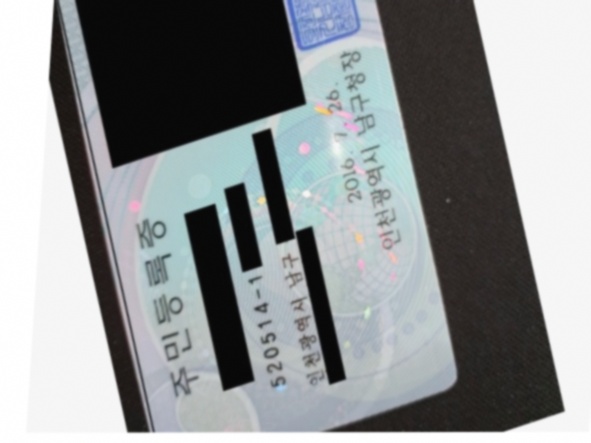 주민등록증
520514-1
인천광역시 남구
2016. 7. 26.
인천광역시 남구청장